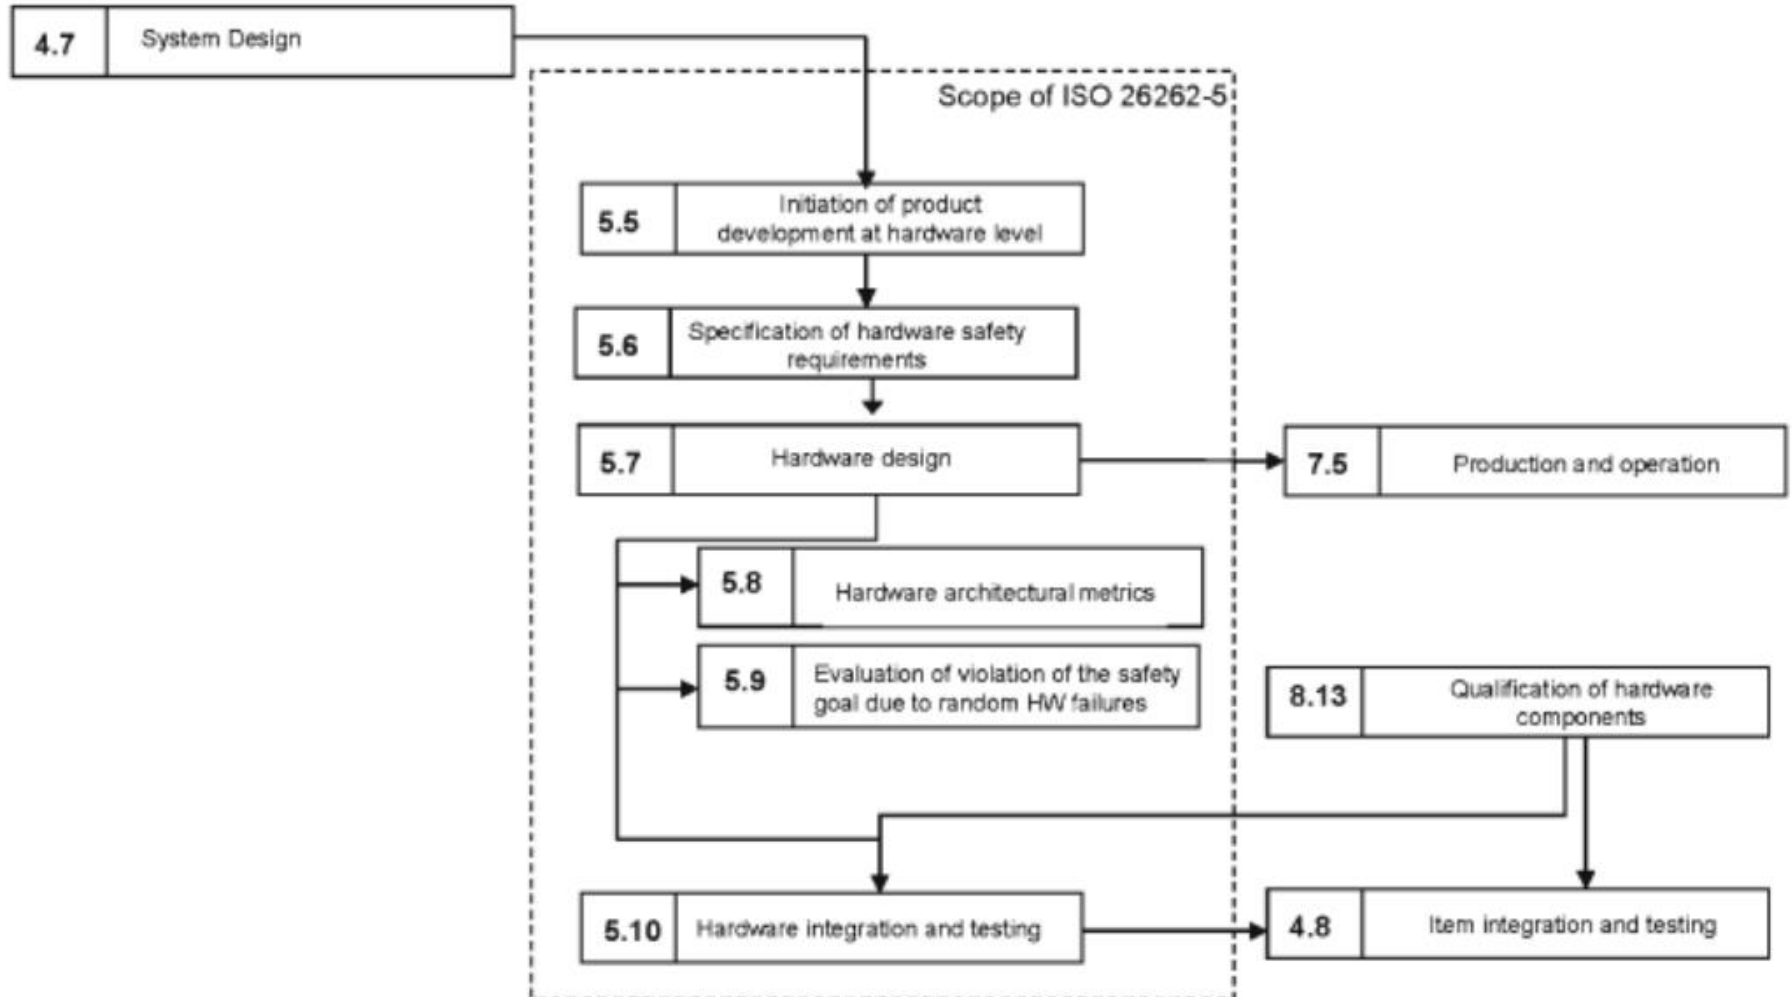 4.7 System Design
Scope of ISO 26262-5
5.5 Initiation of product
development at hardware level
5.6 Specification of hardware safety
requirements
5.7 Hardware design
7.5 Production and operation
5.8 Hardware architectural metrics
5.9 Evaluation of violation of the safety
goal due to random HW failures
8.13 Qualification of hardware
components
5.10 Hardware integration and testing
4.8 Item integration and testing